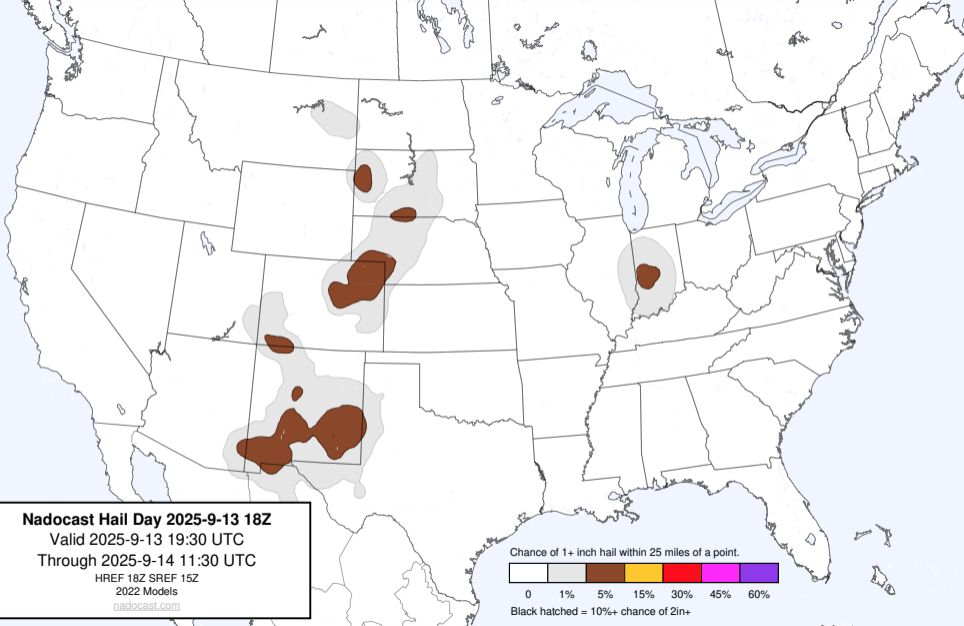 Nadocast Hail Day 2025-9-13 18Z
Valid 2025-9-13 19:30 UTC
Through 2025-9-14 11:30 UTC
HREF 18Z SREF 15Z
2022 Models
nadocast.com
Chance of 1+ inch hail within 25 miles of a point.
0 1% 5% 15% 30% 45% 60%
Black hatched = 10%+ chance of 2in+